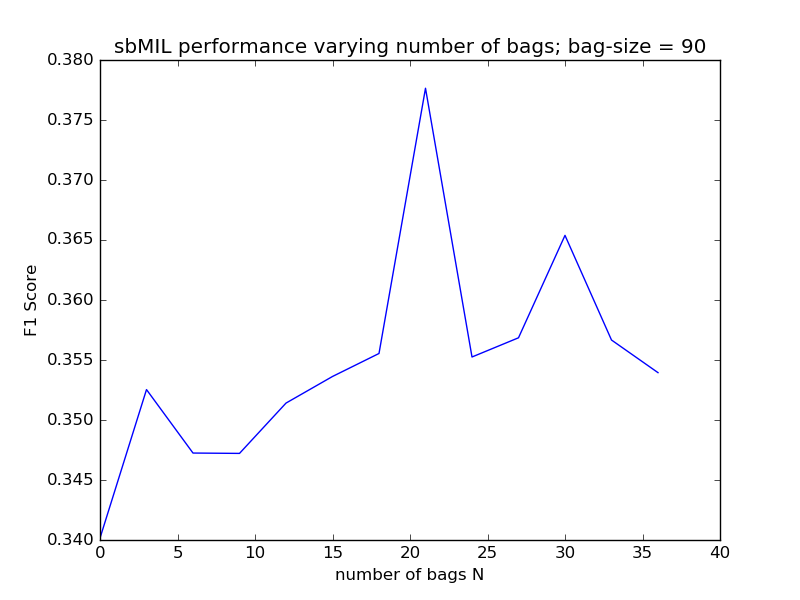 sbMIL performance varying number of bags; bag-size = 90
0.380
0.375
0.370
0.365
0.360
0.355
0.350
0.345
0.340
F1 Score
0 5 10 15 20 25 30 35 40
number of bags N